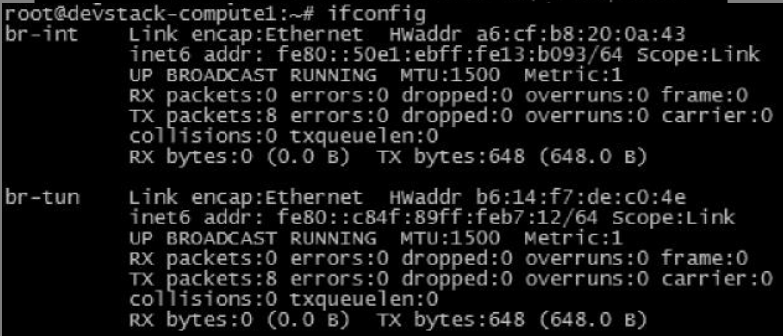 root@devstack-compute1:~# ifconfig
br-int    Link encap:Ethernet  HWaddr a6:cf:b8:20:0a:43
          inet6 addr: fe80::50e1:ebff:fe13:b093/64 Scope:Link
          UP BROADCAST RUNNING  MTU:1500  Metric:1
          RX packets:0 errors:0 dropped:0 overruns:0 frame:0
          TX packets:8 errors:0 dropped:0 overruns:0 carrier:0
          collisions:0 txqueuelen:0
          RX bytes:0 (0.0 B)  TX bytes:648 (648.0 B)
br-tun    Link encap:Ethernet  HWaddr b6:14:f7:de:c0:4e
          inet6 addr: fe80::c84f:89ff:feb7:12/64 Scope:Link
          UP BROADCAST RUNNING  MTU:1500  Metric:1
          RX packets:0 errors:0 dropped:0 overruns:0 frame:0
          TX packets:8 errors:0 dropped:0 overruns:0 carrier:0
          collisions:0 txqueuelen:0
          RX bytes:0 (0.0 B)  TX bytes:648 (648.0 B)